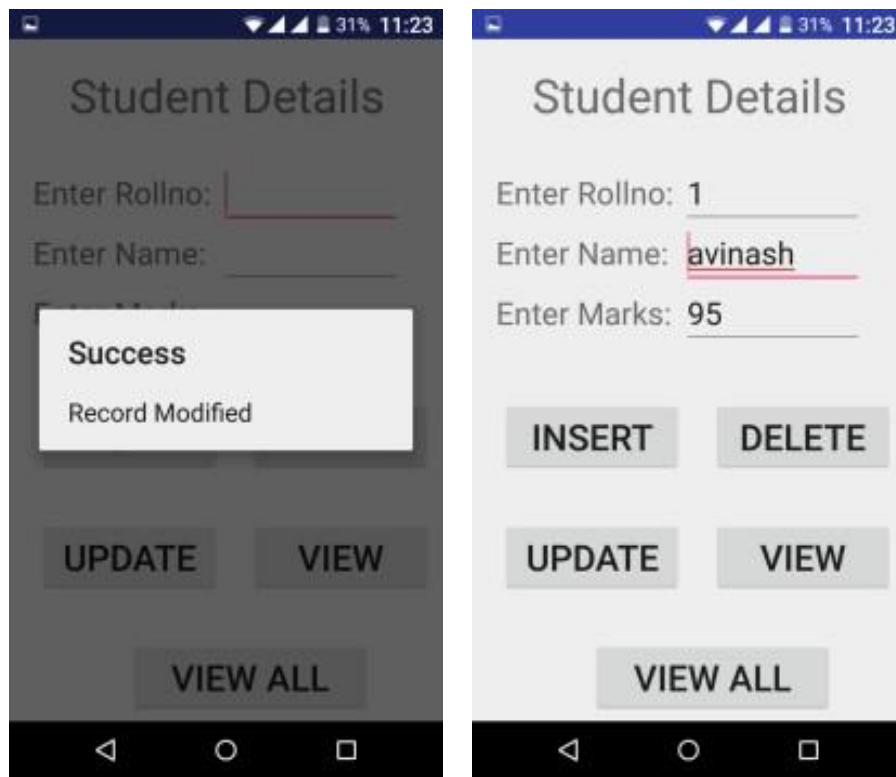 31% 11:23
Student Details
Enter Rollno:
Enter Name:
Success
Record Modified
UPDATE VIEW
VIEW ALL
31% 11:23
Student Details
Enter Rollno: 1
Enter Name: avinash
Enter Marks: 95
INSERT DELETE
UPDATE VIEW
VIEW ALL